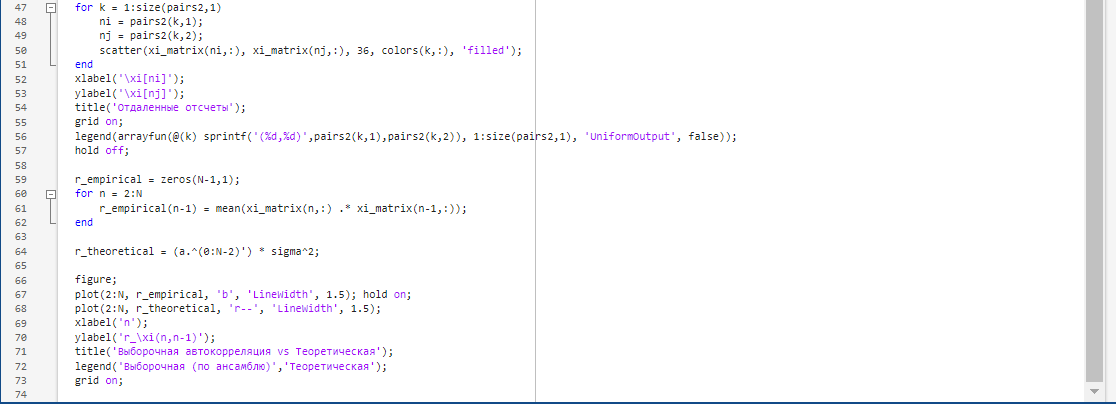 47 for k = 1:size(pairs2,1)
48 ni = pairs2(k,1);
49 nj = pairs2(k,2);
50 scatter(xi_matrix(ni,:), xi_matrix(nj,:), 36, colors(k,:), 'filled');
51 end
52 xlabel('\xi[ni]');
53 ylabel('\xi[nj]');
54 title('Отдаленные отсчеты');
55 grid on;
56 legend(arrayfun(@(k) sprintf('(%d,%d)',pairs2(k,1),pairs2(k,2)), 1:size(pairs2,1), 'UniformOutput', false));
57 hold off;
58
59 r_empirical = zeros(N-1,1);
60 for n = 2:N
61 r_empirical(n-1) = mean(xi_matrix(n,:) .* xi_matrix(n-1,:));
62 end
63
64 r_theoretical = (a.^(0:N-2)') * sigma^2;
65
66 figure;
67 plot(2:N, r_empirical, 'b', 'LineWidth', 1.5); hold on;
68 plot(2:N, r_theoretical, 'r--', 'LineWidth', 1.5);
69 xlabel('n');
70 ylabel('r_\xi(n,n-1)');
71 title('Выборочная автокорреляция vs Теоретическая');
72 legend('Выборочная (по ансамблю)','Теоретическая');
73 grid on;
74